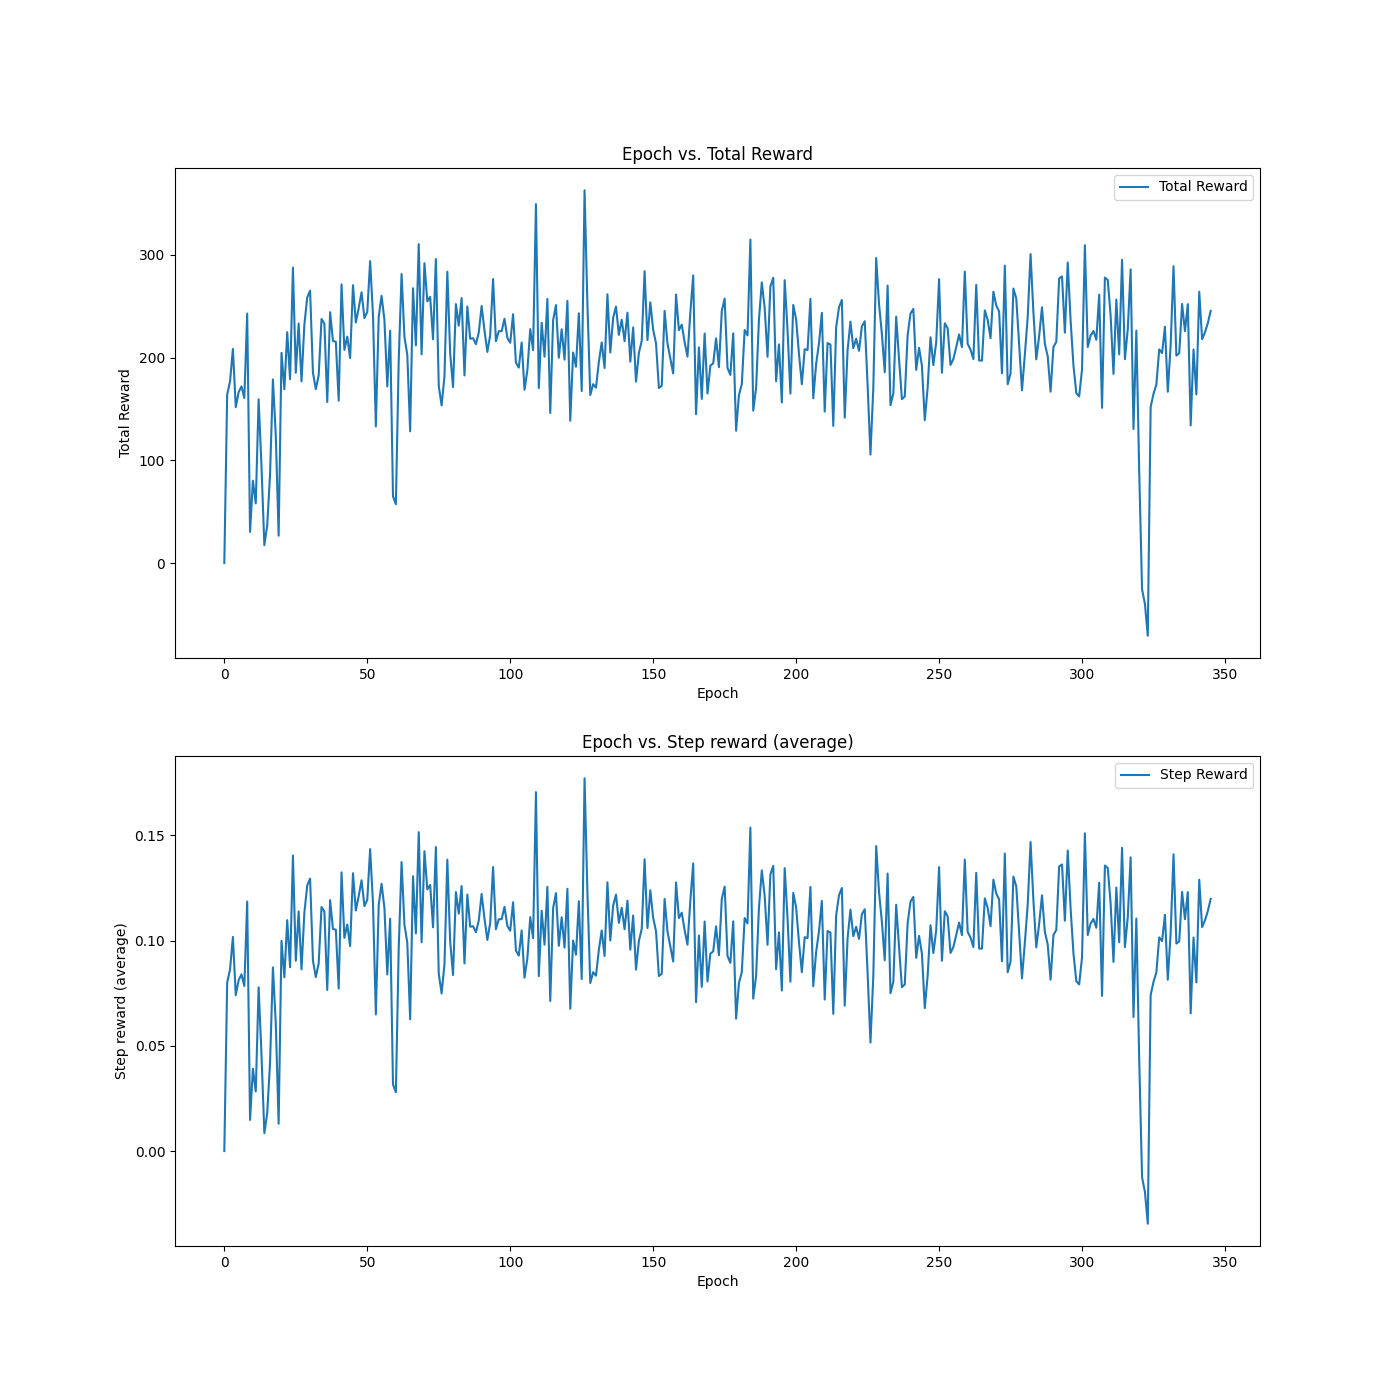 Epoch vs. Total Reward
Total Reward
300
200
100
0
Total Reward
0 50 100 150 200 250 300 350
Epoch
Epoch vs. Step reward (average)
Step Reward
0.15
0.10
0.05
0.00
Step reward (average)
0 50 100 150 200 250 300 350
Epoch